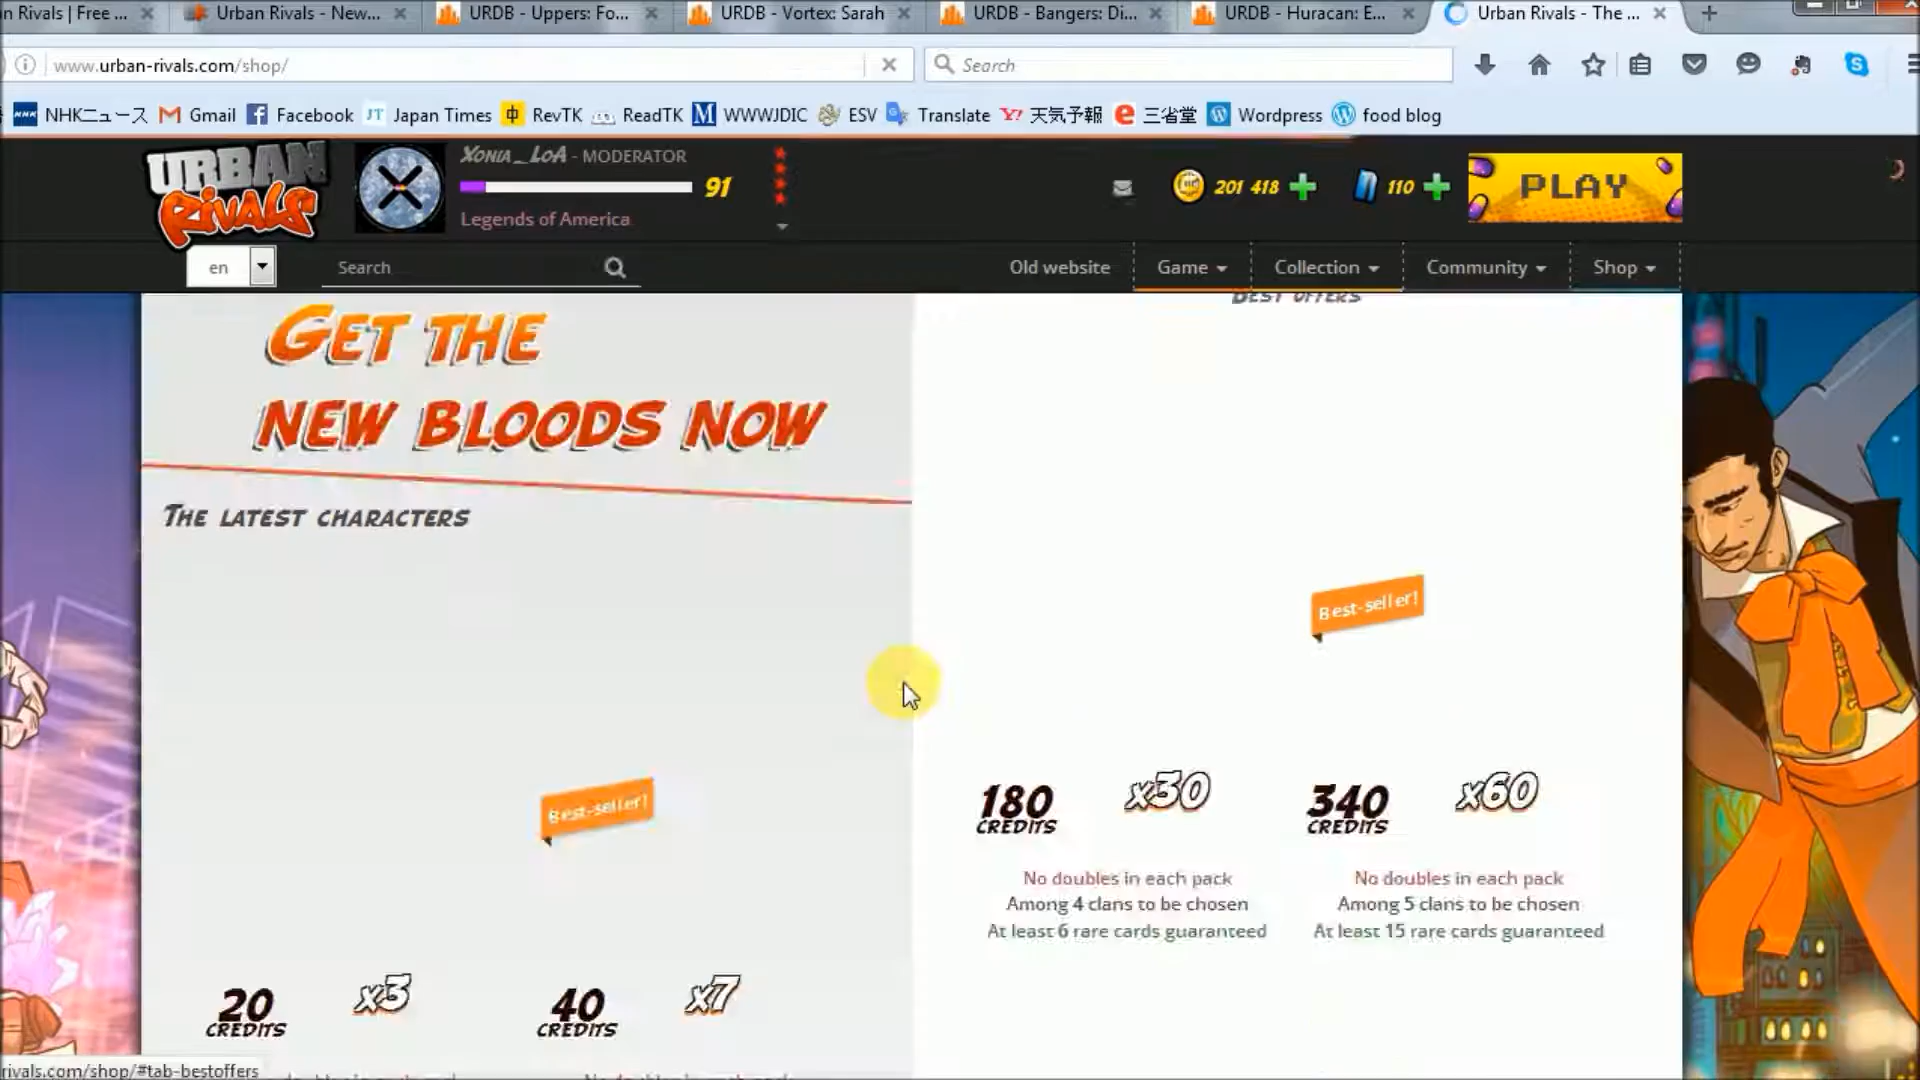 n Rivals | Free ...
Urban Rivals - New...
URDB - Uppers: Fo...
URDB - Vortex: Sarah
URDB - Bangers: Di...
URDB - Huracan: E...
Urban Rivals - The ...
www.urban-rivals.com/shop/
Search
NHKニュース
Gmail
Facebook
Japan Times
RevTK
ReadTK
WWWJDIC
ESV
Translate
天気予報
三省堂
Wordpress
food blog
URBAN
RIVALS
XONIA_LOA - MODERATOR
91
Legends of America
201 418
110
PLAY
en
Search
Old website
Game
Collection
Community
Shop
GET THE
NEW BLOODS NOW
THE LATEST CHARACTERS
BEST OFFERS
Best-seller!
Best-seller!
180
CREDITS
x30
340
CREDITS
x60
No doubles in each pack
Among 4 clans to be chosen
At least 6 rare cards guaranteed
No doubles in each pack
Among 5 clans to be chosen
At least 15 rare cards guaranteed
20
CREDITS
x3
40
CREDITS
x7
rivals.com/shop/#tab-bestoffers